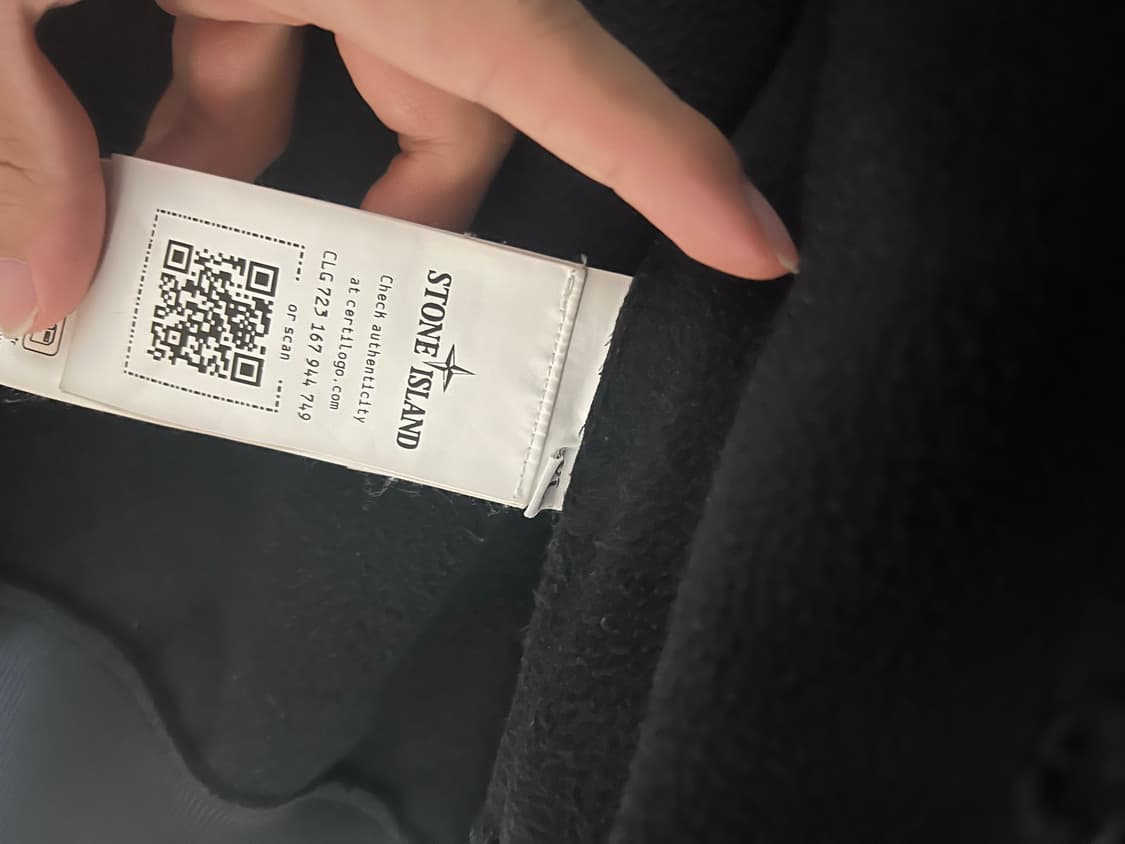 STONE ISLAND
Check authenticity
at certilogo.com
CLG 723 167 944 749
or scan